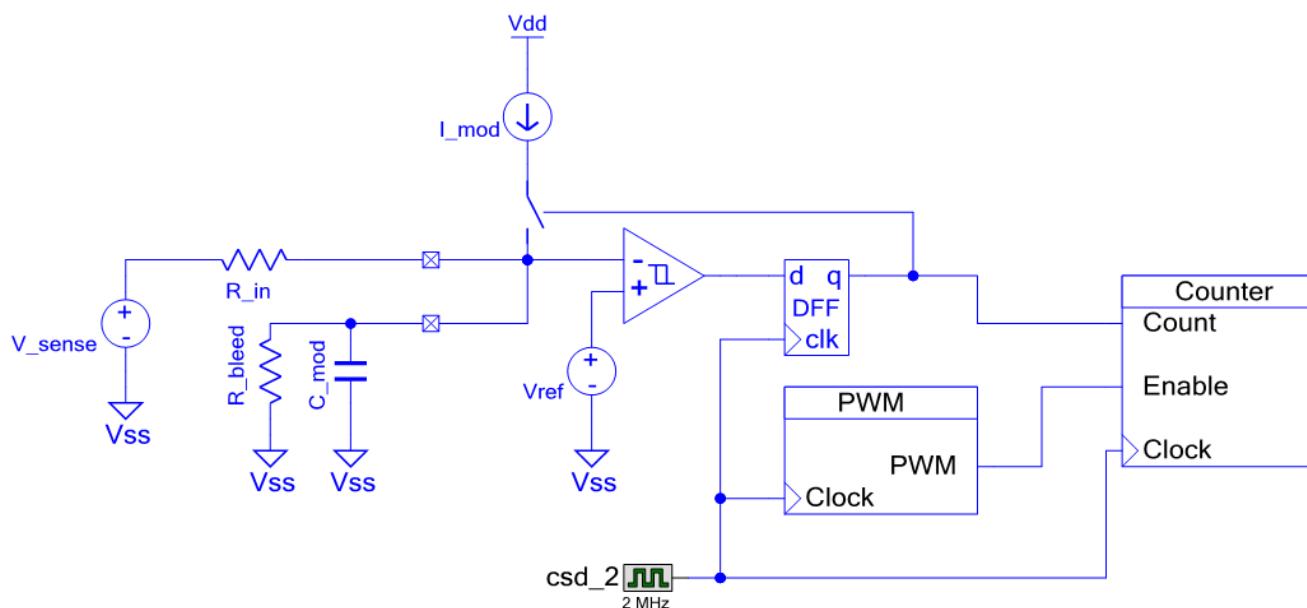 Vdd
I_mod
R_in
V_sense
R_bleed
C_mod
Vss
Vss
Vss
-
+
Vref
Vss
d q
DFF
clk
PWM
PWM
Clock
Counter
Count
Enable
Clock
csd_2
2 MHz